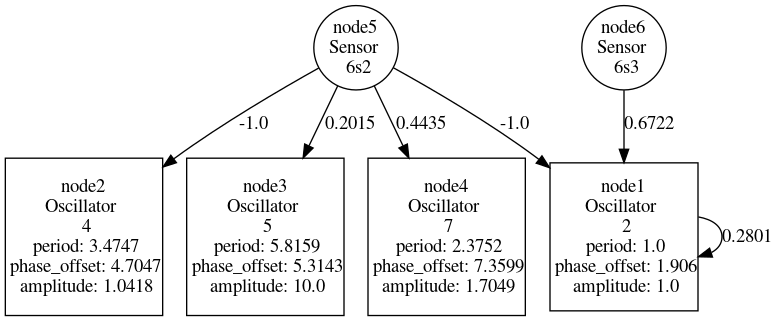 node5
Sensor
6s2
node6
Sensor
6s3
-1.0
0.2015
0.4435
-1.0
0.6722
node2
Oscillator
4
period: 3.4747
phase_offset: 4.7047
amplitude: 1.0418
node3
Oscillator
5
period: 5.8159
phase_offset: 5.3143
amplitude: 10.0
node4
Oscillator
7
period: 2.3752
phase_offset: 7.3599
amplitude: 1.7049
node1
Oscillator
2
period: 1.0
phase_offset: 1.906
amplitude: 1.0
0.2801